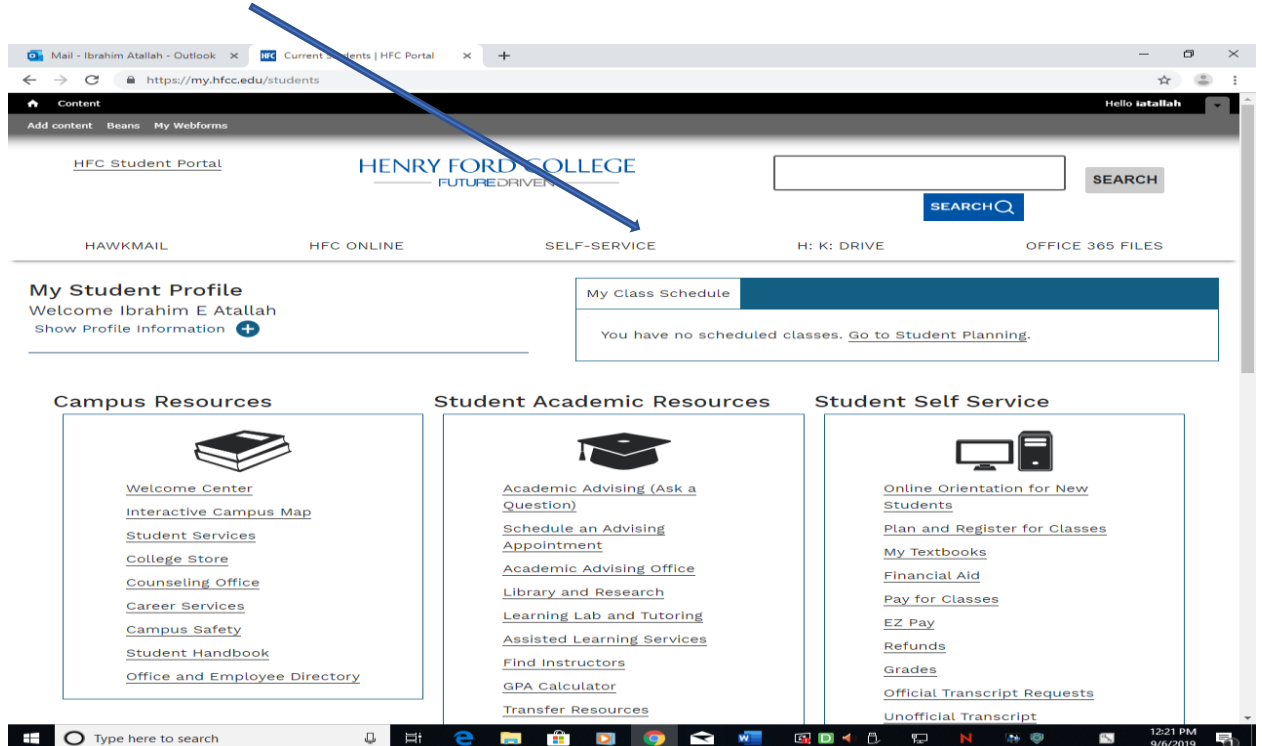 Mail - Ibrahim Atallah - Outlook
HFC Current Students | HFC Portal
https://my.hfcc.edu/students
Content
Hello iatallah
Add content Beans My Webforms
HFC Student Portal
HENRY FORD COLLEGE
FUTUREDRIVEN
SEARCH
SEARCH
HAWKMAIL HFC ONLINE SELF-SERVICE H: K: DRIVE OFFICE 365 FILES
My Student Profile
Welcome Ibrahim E Atallah
Show Profile Information
My Class Schedule
You have no scheduled classes. Go to Student Planning.
Campus Resources
Welcome Center
Interactive Campus Map
Student Services
College Store
Counseling Office
Career Services
Campus Safety
Student Handbook
Office and Employee Directory
Student Academic Resources
Academic Advising (Ask a
Question)
Schedule an Advising
Appointment
Academic Advising Office
Library and Research
Learning Lab and Tutoring
Assisted Learning Services
Find Instructors
GPA Calculator
Transfer Resources
Student Self Service
Online Orientation for New
Students
Plan and Register for Classes
My Textbooks
Financial Aid
Pay for Classes
EZ Pay
Refunds
Grades
Official Transcript Requests
Unofficial Transcript
Type here to search
12:21 PM
9/6/2019